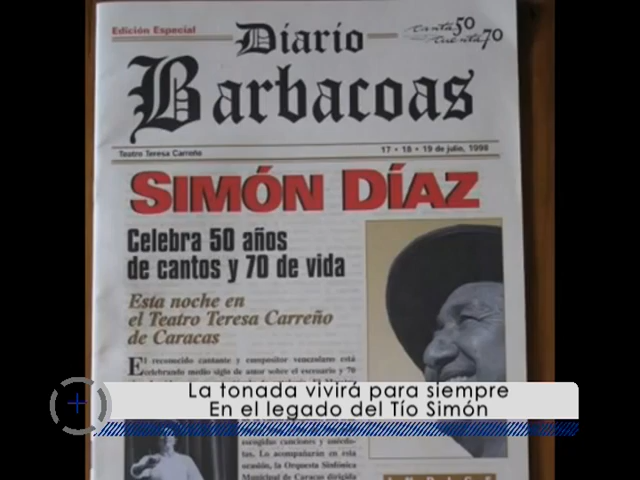 Edición Especial
Diario
canta 50
cuenta 70
Barbacoas
Teatro Teresa Carreño
17 • 18 • 19 de julio, 1998
SIMÓN DÍAZ
Celebra 50 años
de cantos y 70 de vida
Esta noche en
el Teatro Teresa Carreño
de Caracas
El reconocido cantante y compositor venezolano está
celebrando medio siglo de amor sobre el escenario y 70
La tonada vivirá para siempre
En el legado del Tío Simón
escogidas canciones y anécdo-
tas. Lo acompañarán en esta
ocasión, la Orquesta Sinfónica
Municipal de Caracas dirigida
INDICE